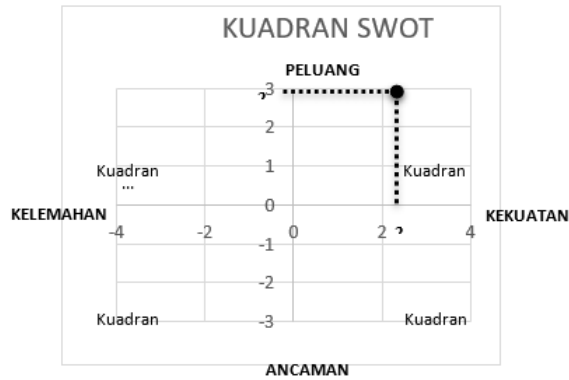 KUADRAN SWOT
PELUANG
3
2
1
0
-1
-2
-3
Kuadran
...
Kuadran
KELEMAHAN
KEKUATAN
-4
-2
0
2
4
Kuadran
Kuadran
ANCAMAN